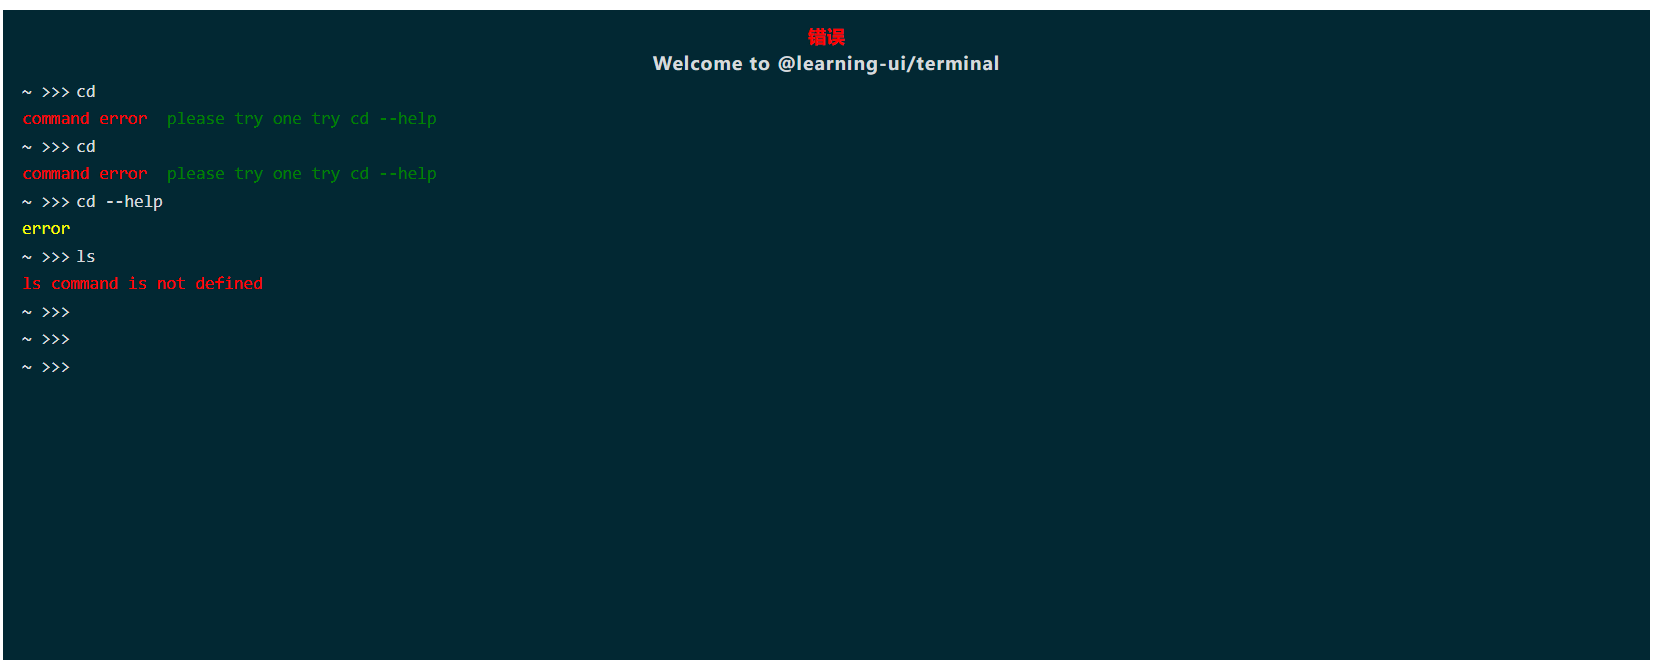 错误
Welcome to @learning-ui/terminal
~ >>> cd
command error  please try one try cd --help
~ >>> cd
command error  please try one try cd --help
~ >>> cd --help
error
~ >>> ls
ls command is not defined
~ >>>
~ >>>
~ >>>